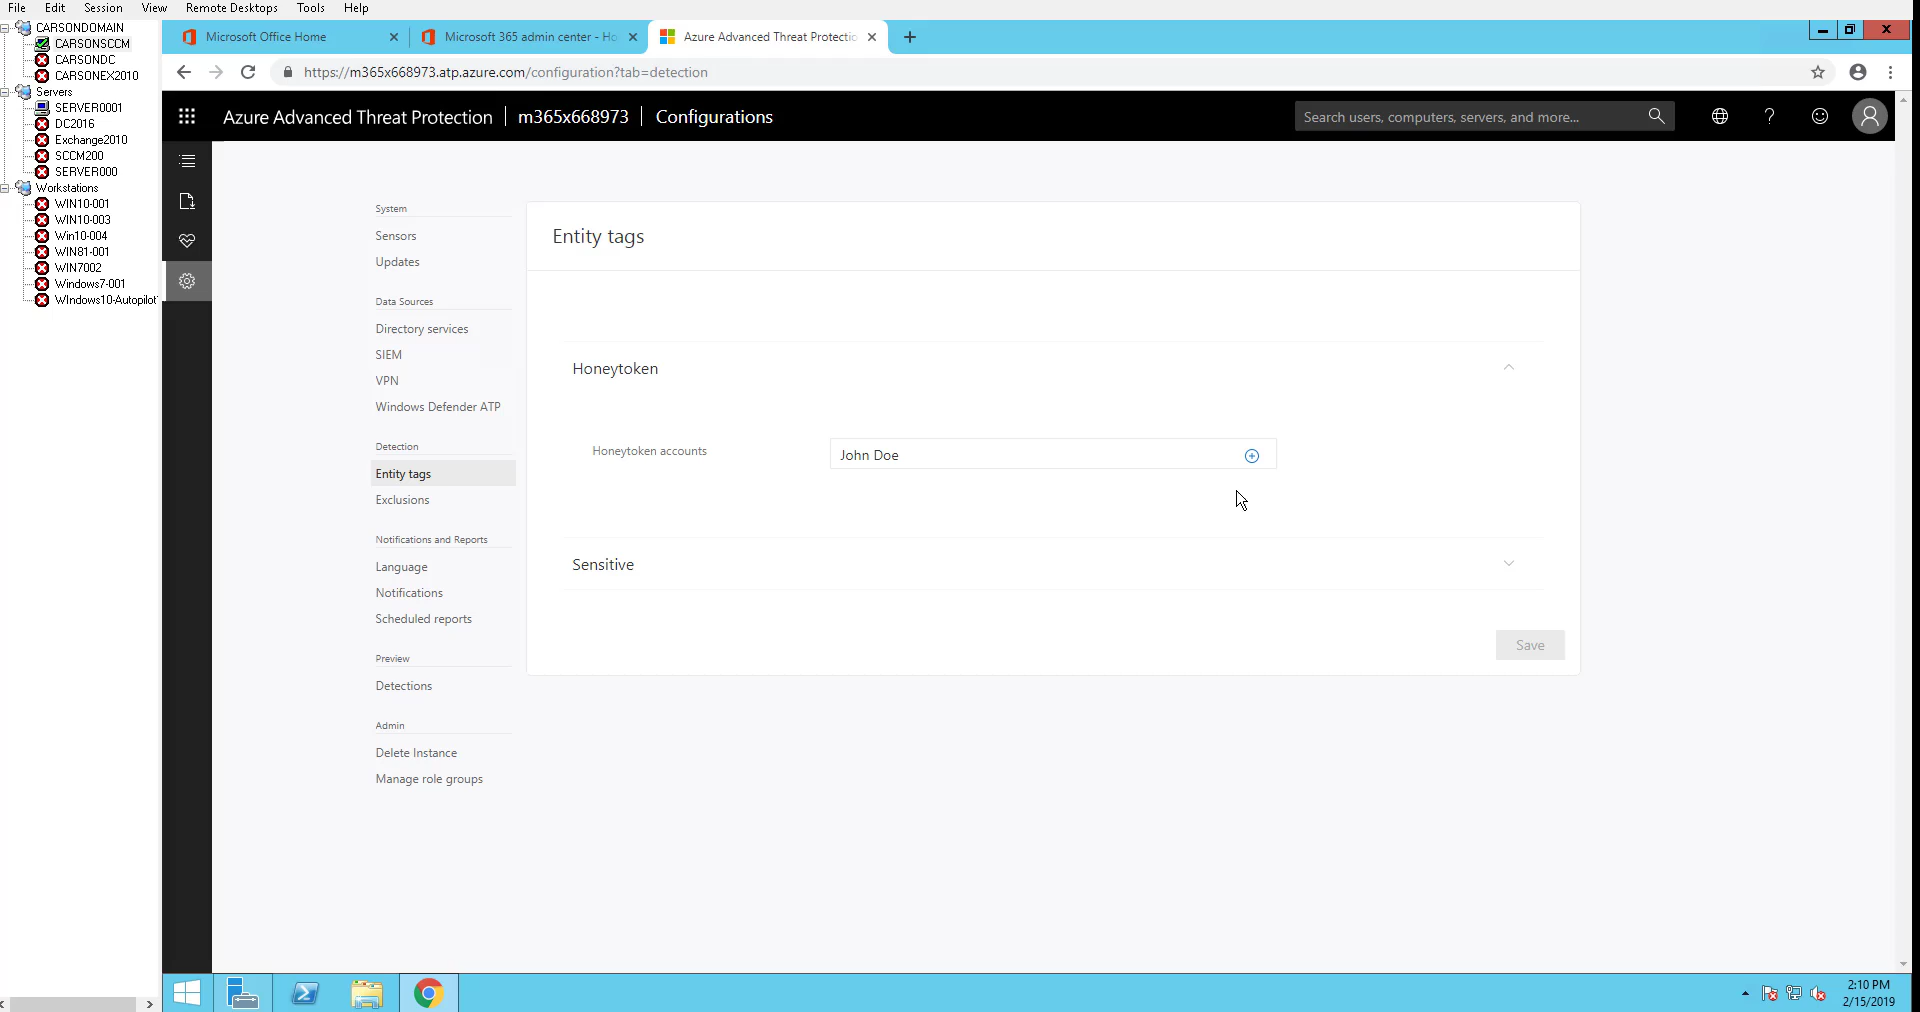 File Edit Session View Remote Desktops Tools Help
CARSONDOMAIN
CARSONSCCM
CARSONDC
CARSONEX2010
Servers
SERVER0001
DC2016
Exchange2010
SCCM200
SERVER000
Workstations
WIN10-001
WIN10-003
Win10-004
WIN81-001
WIN7002
Windows7-001
WIndows10-Autopilot
Microsoft Office Home
Microsoft 365 admin center - Ho
Azure Advanced Threat Protectio
https://m365x668973.atp.azure.com/configuration?tab=detection
Azure Advanced Threat Protection | m365x668973 | Configurations
Search users, computers, servers, and more...
System
Sensors
Updates
Data Sources
Directory services
SIEM
VPN
Windows Defender ATP
Detection
Entity tags
Exclusions
Notifications and Reports
Language
Notifications
Scheduled reports
Preview
Detections
Admin
Delete Instance
Manage role groups
Entity tags
Honeytoken
Honeytoken accounts
John Doe
Sensitive
Save
2:10 PM
2/15/2019